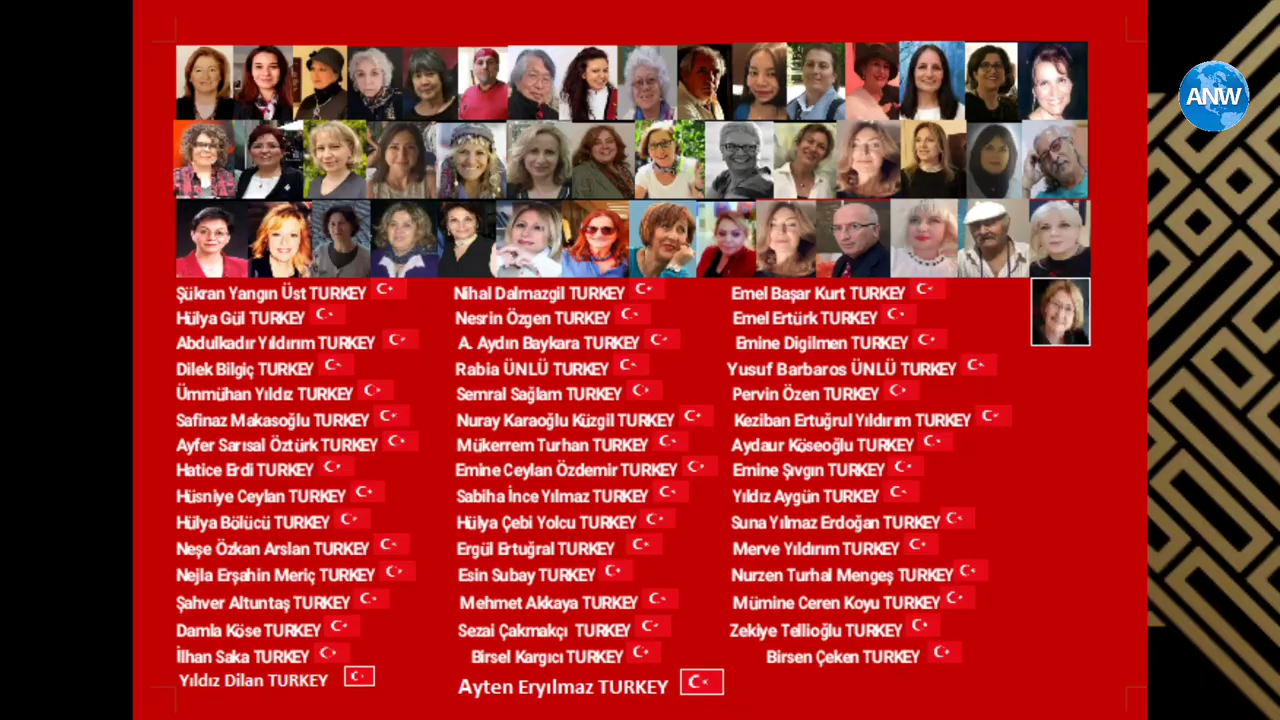 ANW
Şükran Yangın Üst TURKEY
Hülya Gül TURKEY
Abdulkadır Yıldırım TURKEY
Dilek Bilgiç TURKEY
Ümmühan Yıldız TURKEY
Safinaz Makasoğlu TURKEY
Ayfer Sarısal Öztürk TURKEY
Hatice Erdi TURKEY
Hüsniye Ceylan TURKEY
Hülya Bölücü TURKEY
Neşe Özkan Arslan TURKEY
Nejla Erşahin Meriç TURKEY
Şahver Altuntaş TURKEY
Damla Köse TURKEY
İlhan Saka TURKEY
Yıldız Dilan TURKEY
Nihal Dalmazgil TURKEY
Nesrin Özgen TURKEY
A. Aydın Baykara TURKEY
Rabia ÜNLÜ TURKEY
Semral Sağlam TURKEY
Nuray Karaoğlu Küzgil TURKEY
Mükerrem Turhan TURKEY
Emine Ceylan Özdemir TURKEY
Sabiha İnce Yılmaz TURKEY
Hülya Çebi Yolcu TURKEY
Ergül Ertuğral TURKEY
Esin Subay TURKEY
Mehmet Akkaya TURKEY
Sezai Çakmakçı TURKEY
Birsel Kargıcı TURKEY
Ayten Eryılmaz TURKEY
Emel Başar Kurt TURKEY
Emel Ertürk TURKEY
Emine Digilmen TURKEY
Yusuf Barbaros ÜNLÜ TURKEY
Pervin Özen TURKEY
Keziban Ertuğrul Yıldırım TURKEY
Aydaur Köseoğlu TURKEY
Emine Şıvgın TURKEY
Yıldız Aygün TURKEY
Suna Yılmaz Erdoğan TURKEY
Merve Yıldırım TURKEY
Nurzen Turhal Mengeş TURKEY
Mümine Ceren Koyu TURKEY
Zekiye Tellioğlu TURKEY
Birsen Çeken TURKEY